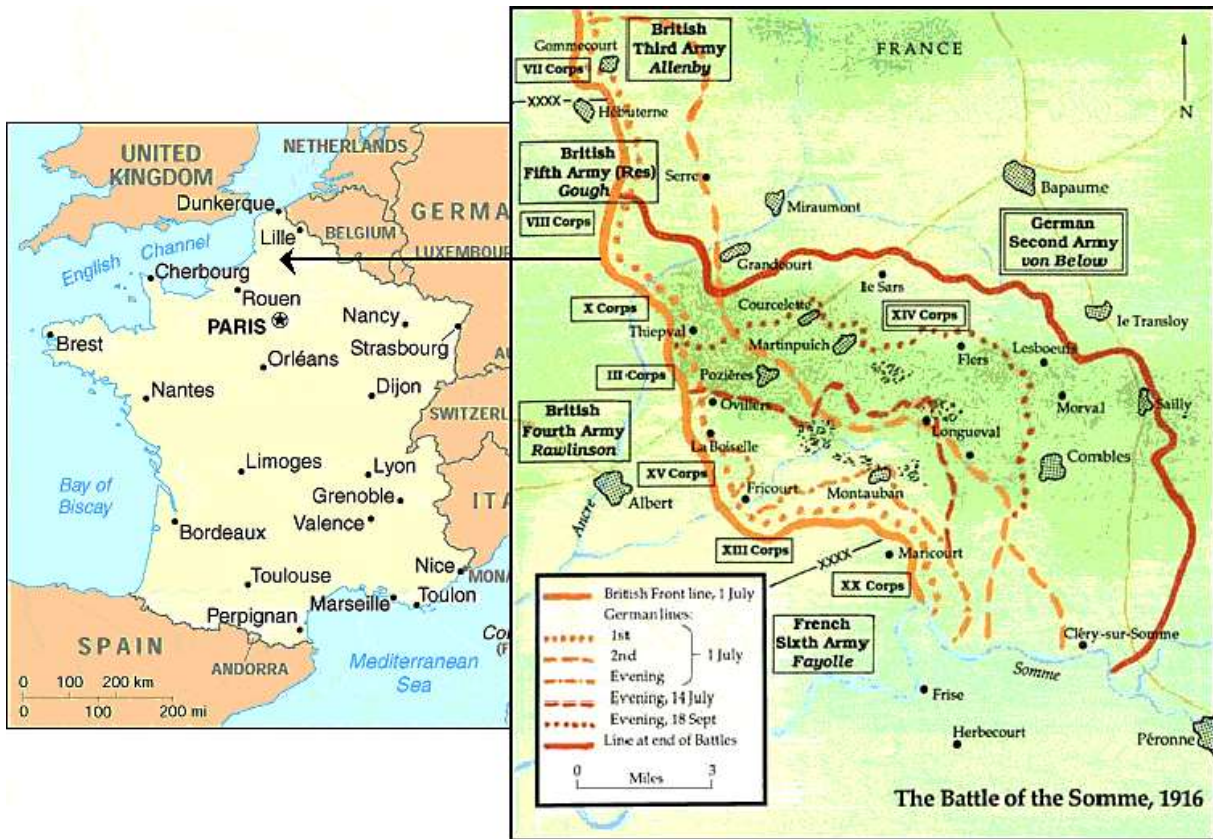 UNITED
KINGDOM
NETHERLANDS
Dunkerque
GERMA
Lille
BELGIUM
LUXEMBOUR
English Channel
Cherbourg
Rouen
PARIS
Nancy
Strasbourg
AU
Brest
Orléans
Nantes
Dijon
SWITZERL
Limoges
Lyon
ITA
Bay of
Biscay
Grenoble
Valence
Bordeaux
Nice
MONA
Toulouse
Marseille
Toulon
Perpignan
SPAIN
ANDORRA
Mediterranean
Sea
Cor
(F
0 100 200 km
0 100 200 mi
British
Third Army
Allenby
FRANCE
Gommecourt
VII Corps
XXXX
Hébuterne
N
British
Fifth Army (Res)
Gough
Serre
Bapaume
Miraumont
VIII Corps
German
Second Army
von Below
Grandcourt
le Sars
X Corps
Courcelette
XIV Corps
le Transloy
Thiepval
Martinpuich
Flers
Lesboeufs
III Corps
Pozières
Ovillers
Morval
Sailly
British
Fourth Army
Rawlinson
La Boiselle
Longueval
XV Corps
Combles
Albert
Ancre
Fricourt
Montauban
XIII Corps
XXXX
Maricourt
XX Corps
British Front line, 1 July
German lines:
1st
2nd
1 July
Evening
Evening, 14 July
Evening, 18 Sept
Line at end of Battles
0 3
Miles
French
Sixth Army
Fayolle
Cléry-sur-Somme
Somme
Frise
Herbecourt
Péronne
The Battle of the Somme, 1916